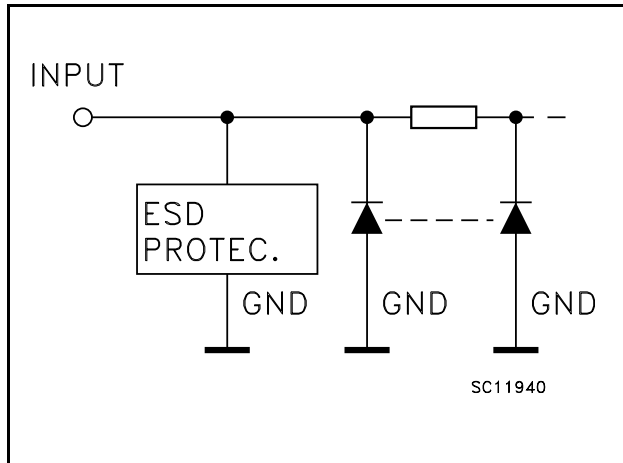 INPUT
ESD
PROTEC.
GND GND GND
SC11940